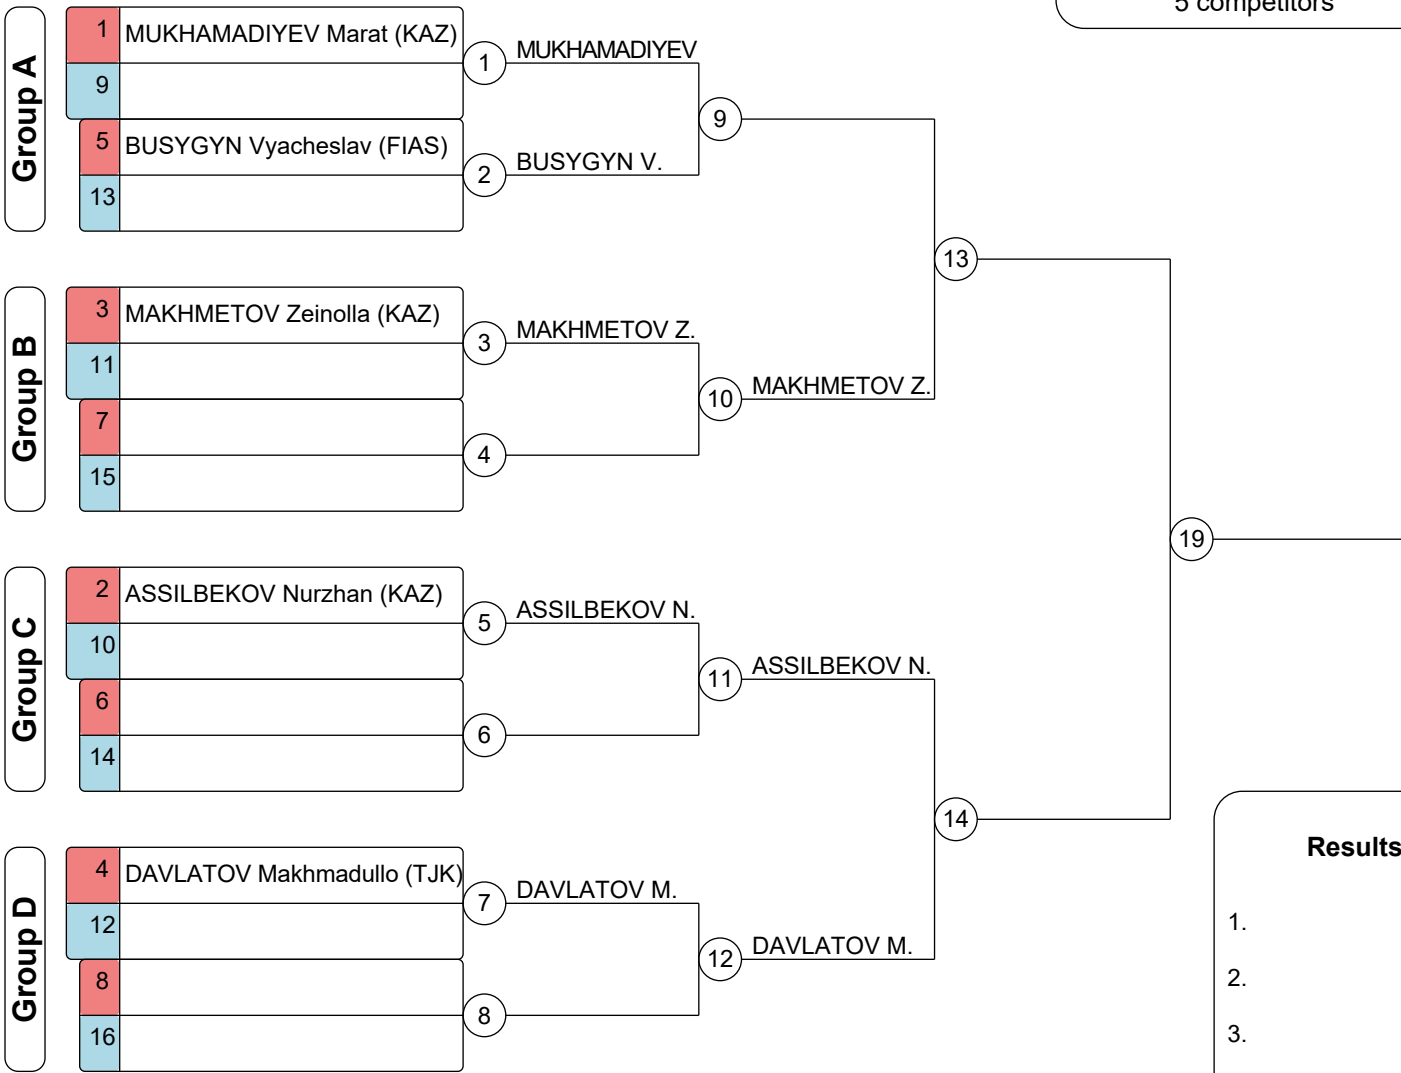 5 competitors
Group A
1 MUKHAMADIYEV Marat (KAZ)
9
5 BUSYGYN Vyacheslav (FIAS)
13
1 MUKHAMADIYEV
2 BUSYGYN V.
9
Group B
3 MAKHMETOV Zeinolla (KAZ)
11
7
15
3 MAKHMETOV Z.
4
10 MAKHMETOV Z.
13
Group C
2 ASSILBEKOV Nurzhan (KAZ)
10
6
14
5 ASSILBEKOV N.
6
11 ASSILBEKOV N.
Group D
4 DAVLATOV Makhmadullo (TJK)
12
8
16
7 DAVLATOV M.
8
12 DAVLATOV M.
14
19
Results
1.
2.
3.